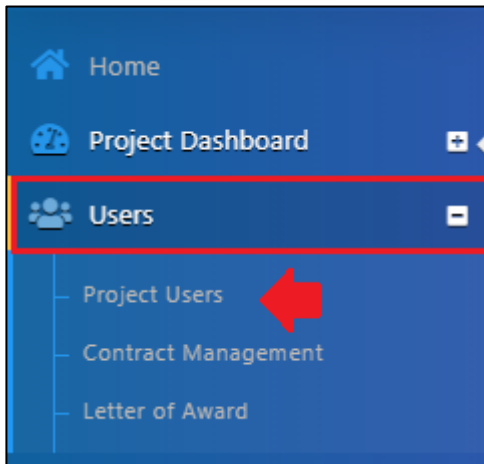 Home
Project Dashboard
Users
Project Users
Contract Management
Letter of Award